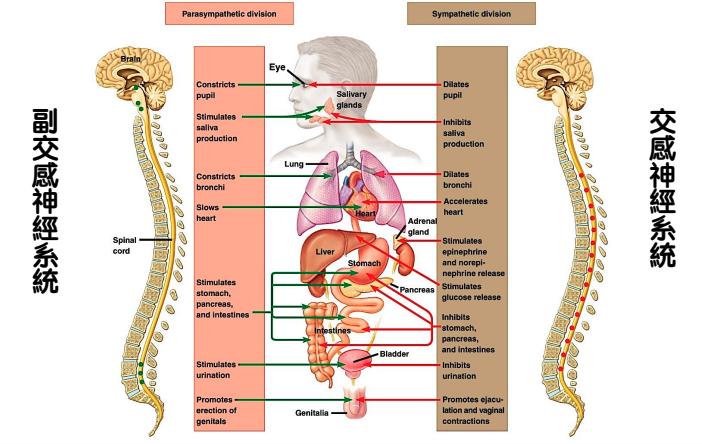 Parasympathetic division
Sympathetic division
副交感神經系統
Brain
Spinal
cord
Constricts
pupil
Stimulates
saliva
production
Constricts
bronchi
Slows
heart
Stimulates
stomach,
pancreas,
and intestines
Stimulates
urination
Promotes
erection of
genitals
Eye
Salivary
glands
Lung
Heart
Adrenal
gland
Liver
Stomach
Pancreas
Intestines
Bladder
Genitalia
Dilates
pupil
Inhibits
saliva
production
Dilates
bronchi
Accelerates
heart
Stimulates
epinephrine
and norepi-
nephrine release
Stimulates
glucose release
Inhibits
stomach,
pancreas,
and intestines
Inhibits
urination
Promotes ejacu-
lation and vaginal
contractions
交感神經系統